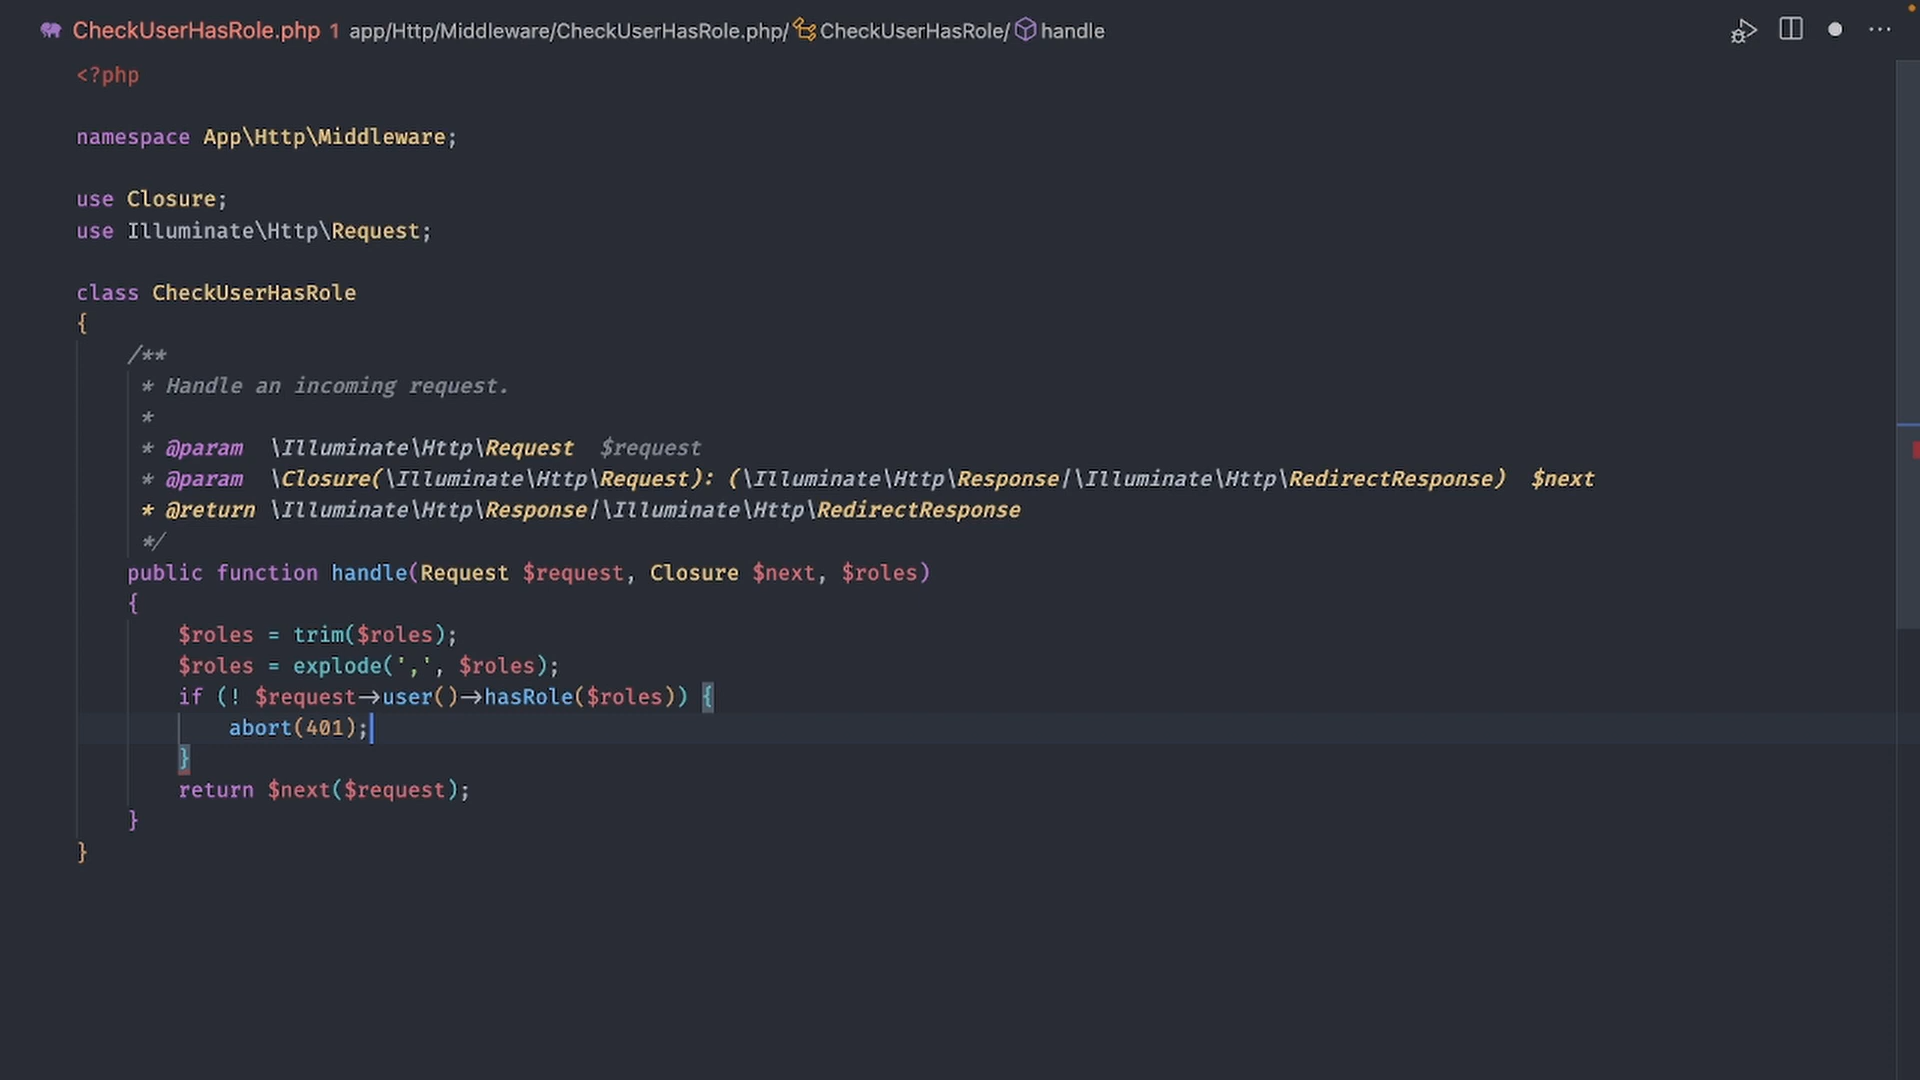 CheckUserHasRole.php 1 app/Http/Middleware/CheckUserHasRole.php/ CheckUserHasRole/ handle
<?php
namespace App\Http\Middleware;
use Closure;
use Illuminate\Http\Request;
class CheckUserHasRole
{
/**
* Handle an incoming request.
*
* @param  \Illuminate\Http\Request  $request
* @param  \Closure(\Illuminate\Http\Request): (\Illuminate\Http\Response|\Illuminate\Http\RedirectResponse)  $next
* @return \Illuminate\Http\Response|\Illuminate\Http\RedirectResponse
*/
public function handle(Request $request, Closure $next, $roles)
{
$roles = trim($roles);
$roles = explode(',', $roles);
if (! $request->user()->hasRole($roles)) {
abort(401);
}
return $next($request);
}
}